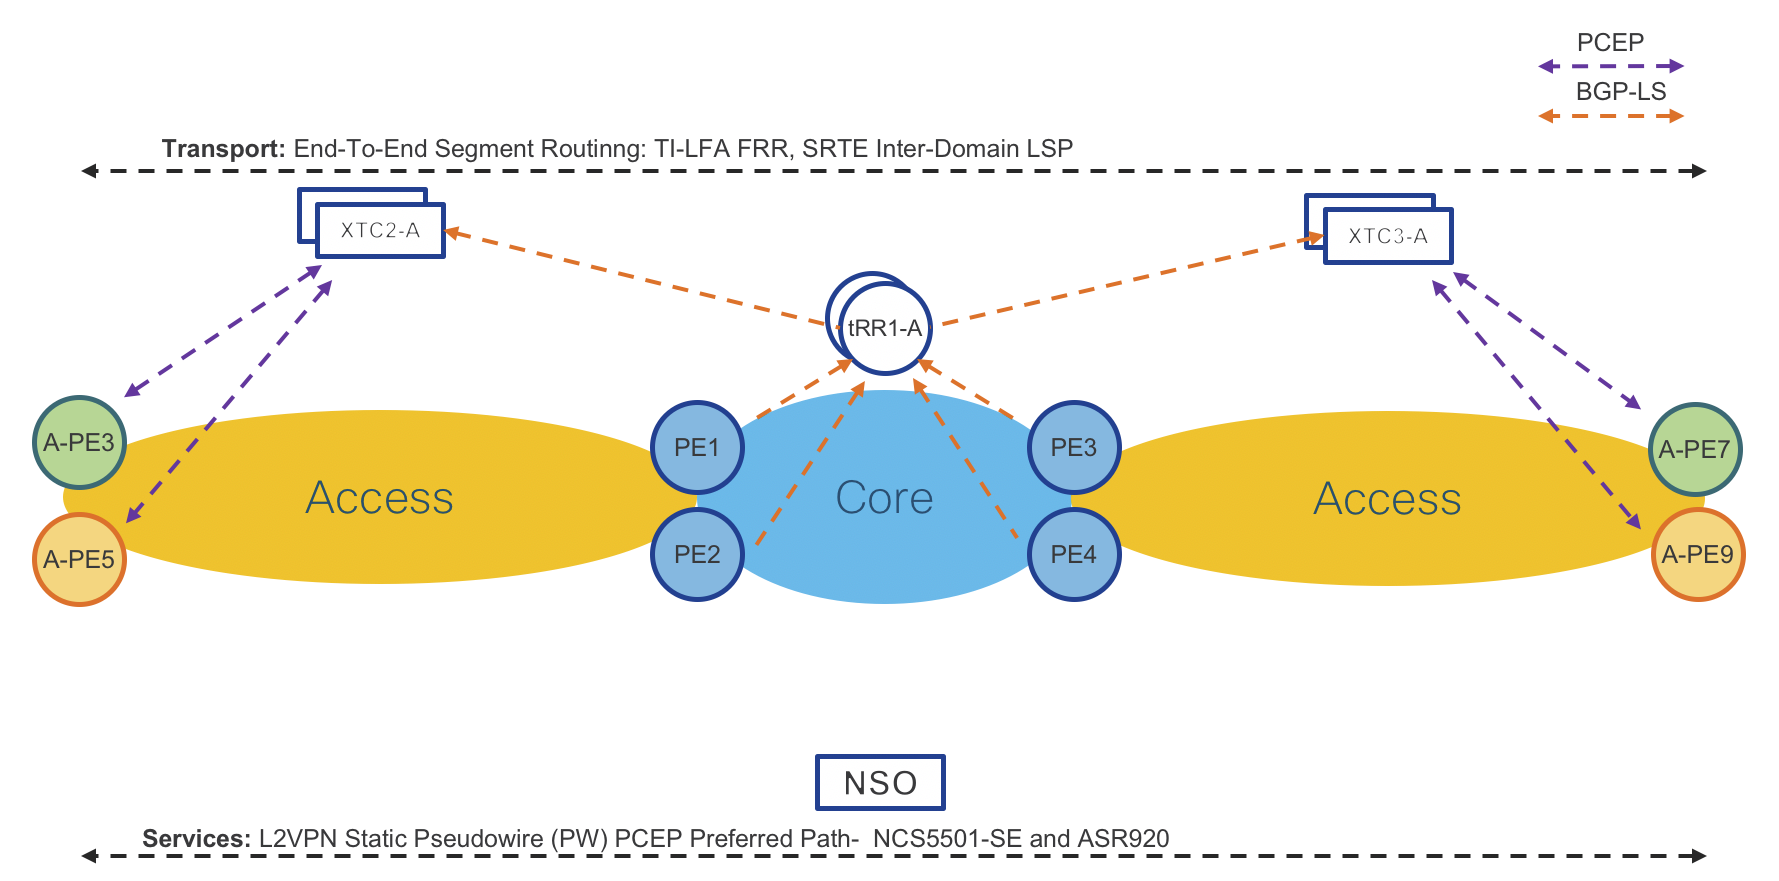 PCEP
BGP-LS
Transport: End-To-End Segment Routinng: TI-LFA FRR, SRTE Inter-Domain LSP
XTC2-A
XTC3-A
tRR1-A
A-PE3
PE1
PE3
A-PE7
Access
Core
Access
A-PE5
PE2
PE4
A-PE9
NSO
Services: L2VPN Static Pseudowire (PW) PCEP Preferred Path-  NCS5501-SE and ASR920